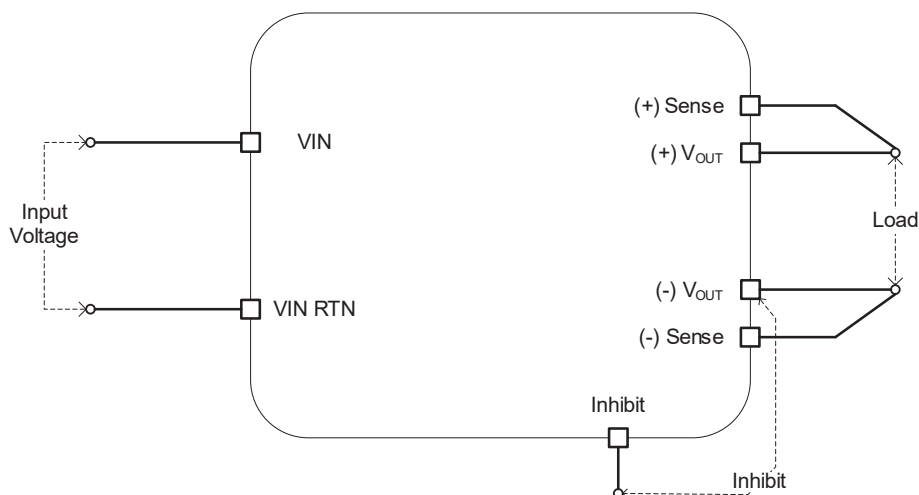 (+) Sense
VIN
(+) VOUT
Input
Voltage
Load
VIN RTN
(-) VOUT
(-) Sense
Inhibit
Inhibit